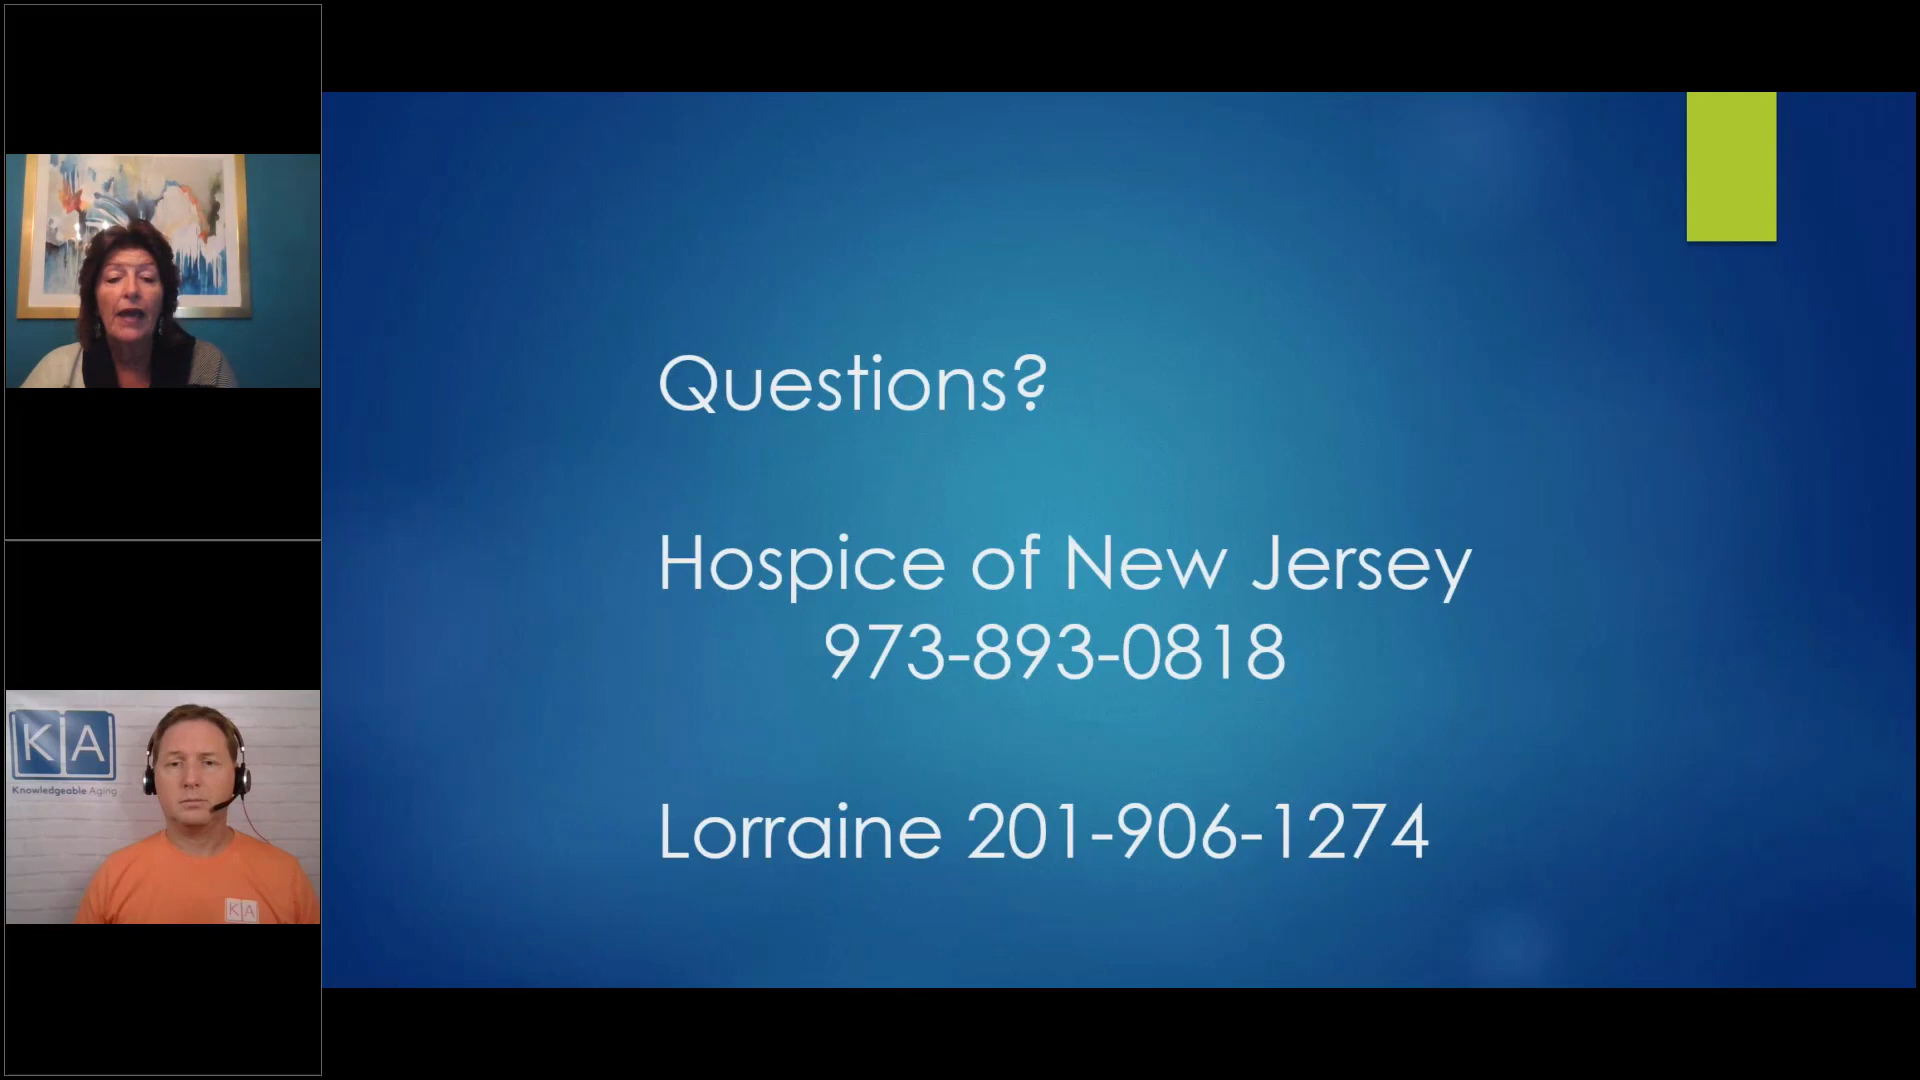 KA
Knowledgeable Aging
KA
Questions?
Hospice of New Jersey
973-893-0818
Lorraine 201-906-1274